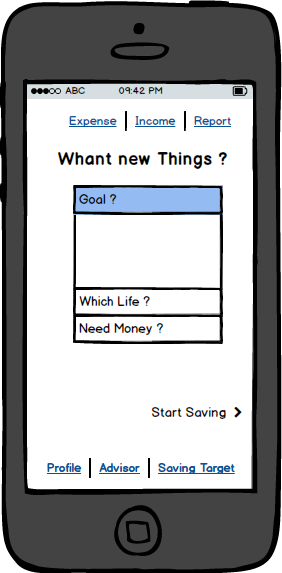 ABC 09:42 PM
Expense Income Report
Whant new Things ?
Goal ?
Which Life ?
Need Money ?
Start Saving
Profile Advisor Saving Target